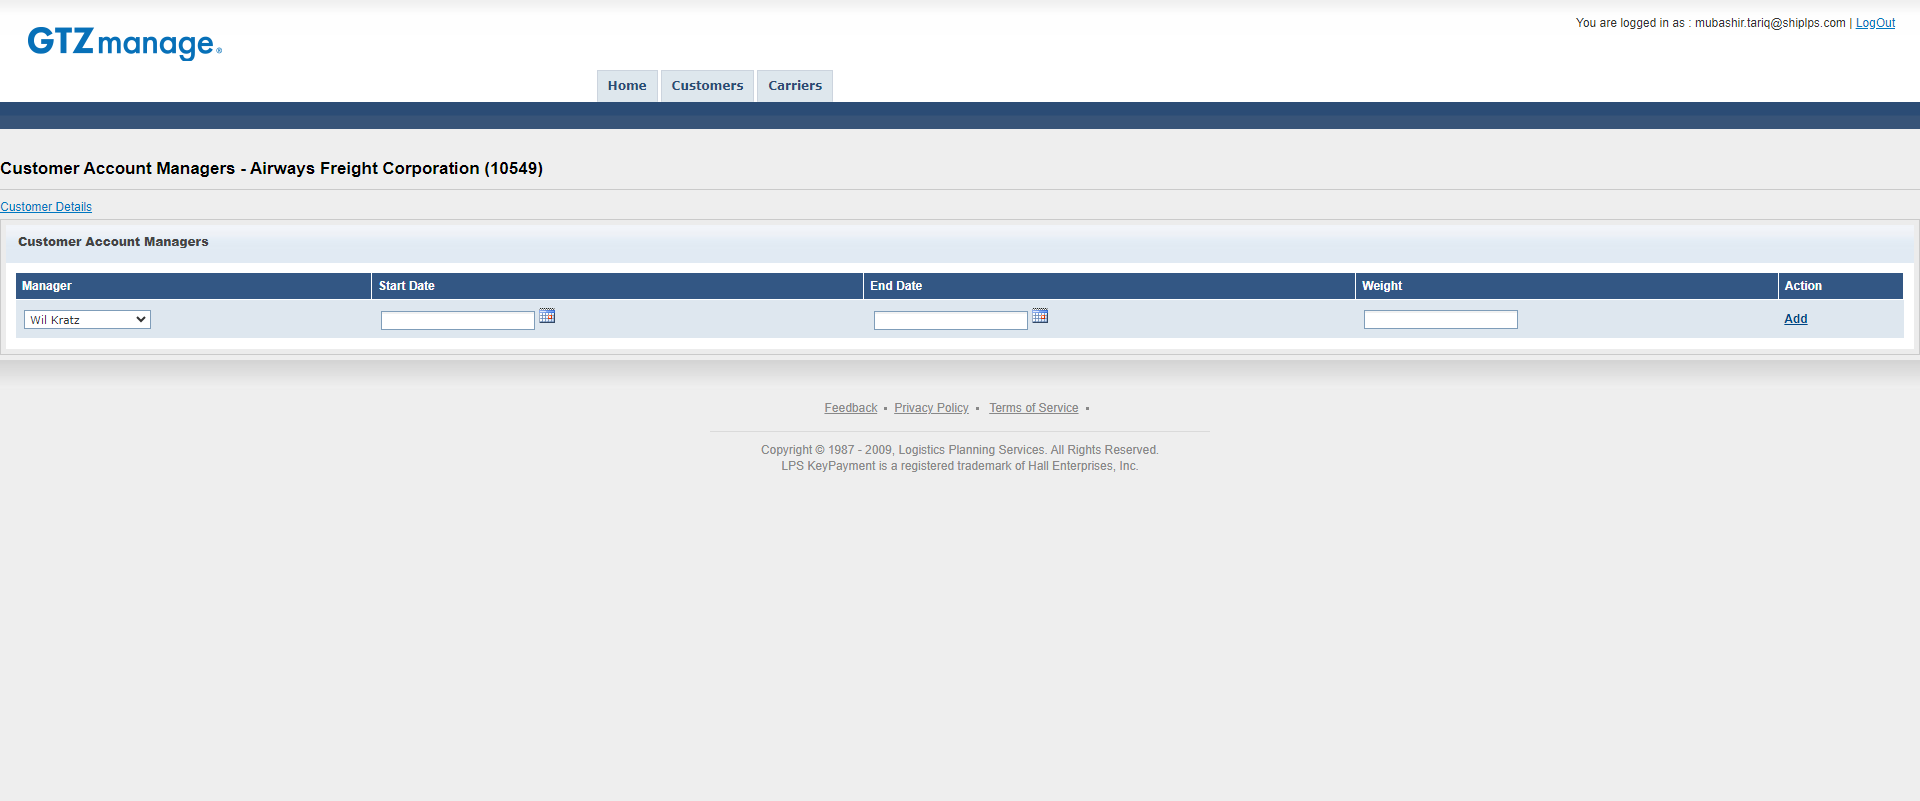 GTZmanage®
You are logged in as : mubashir.tariq@shiplps.com | LogOut
Home Customers Carriers
Customer Account Managers - Airways Freight Corporation (10549)
Customer Details
Customer Account Managers
Manager Start Date End Date Weight Action
Wil Kratz Add
Feedback ▪ Privacy Policy ▪ Terms of Service ▪
Copyright © 1987 - 2009, Logistics Planning Services. All Rights Reserved.
LPS KeyPayment is a registered trademark of Hall Enterprises, Inc.